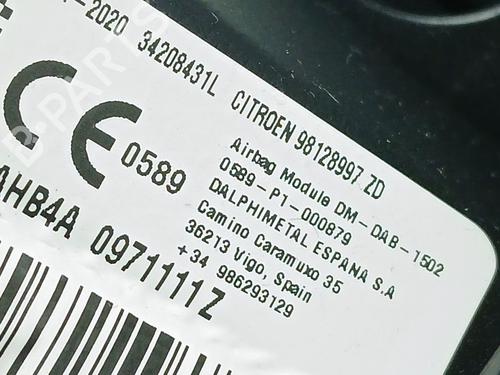 -2020 34208431L CITROEN 98128997 ZD
CE 0589
Airbag Module DM-DAB-1502
0589-P1-000879
DALPHIMETAL ESPANA S.A
Camino Caramuxo 35
36213 Vigo, Spain
+34 986293129
AHB4A 0971111Z